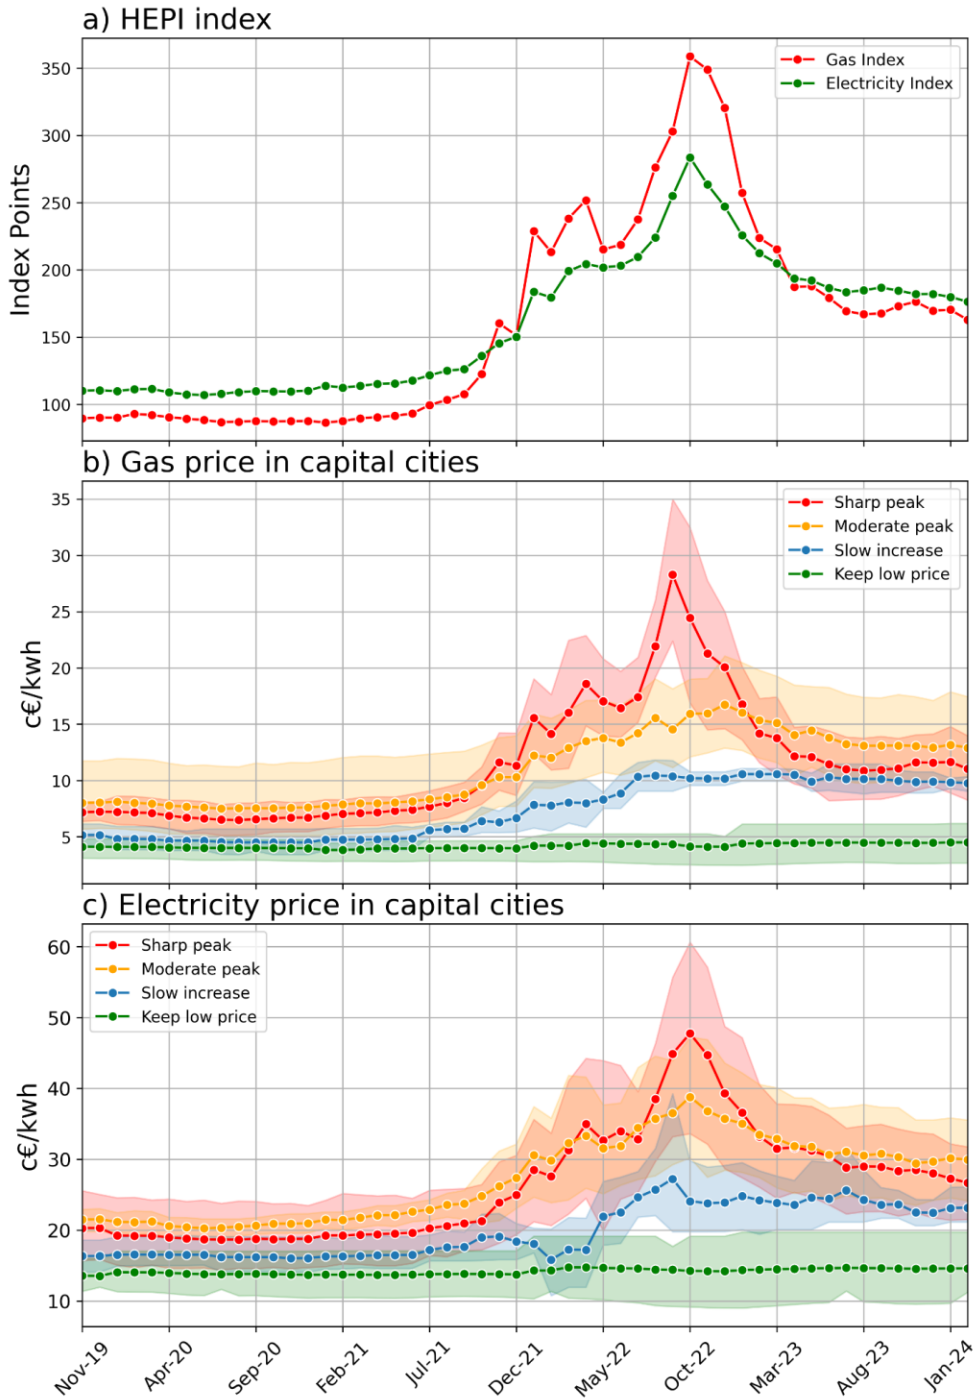 a) HEPI index
Index Points
350
300
250
200
150
100
Gas Index
Electricity Index
b) Gas price in capital cities
c€/kwh
35
30
25
20
15
10
5
Sharp peak
Moderate peak
Slow increase
Keep low price
c) Electricity price in capital cities
c€/kwh
60
50
40
30
20
10
Sharp peak
Moderate peak
Slow increase
Keep low price
Nov-19
Apr-20
Sep-20
Feb-21
Jul-21
Dec-21
May-22
Oct-22
Mar-23
Aug-23
Jan-24